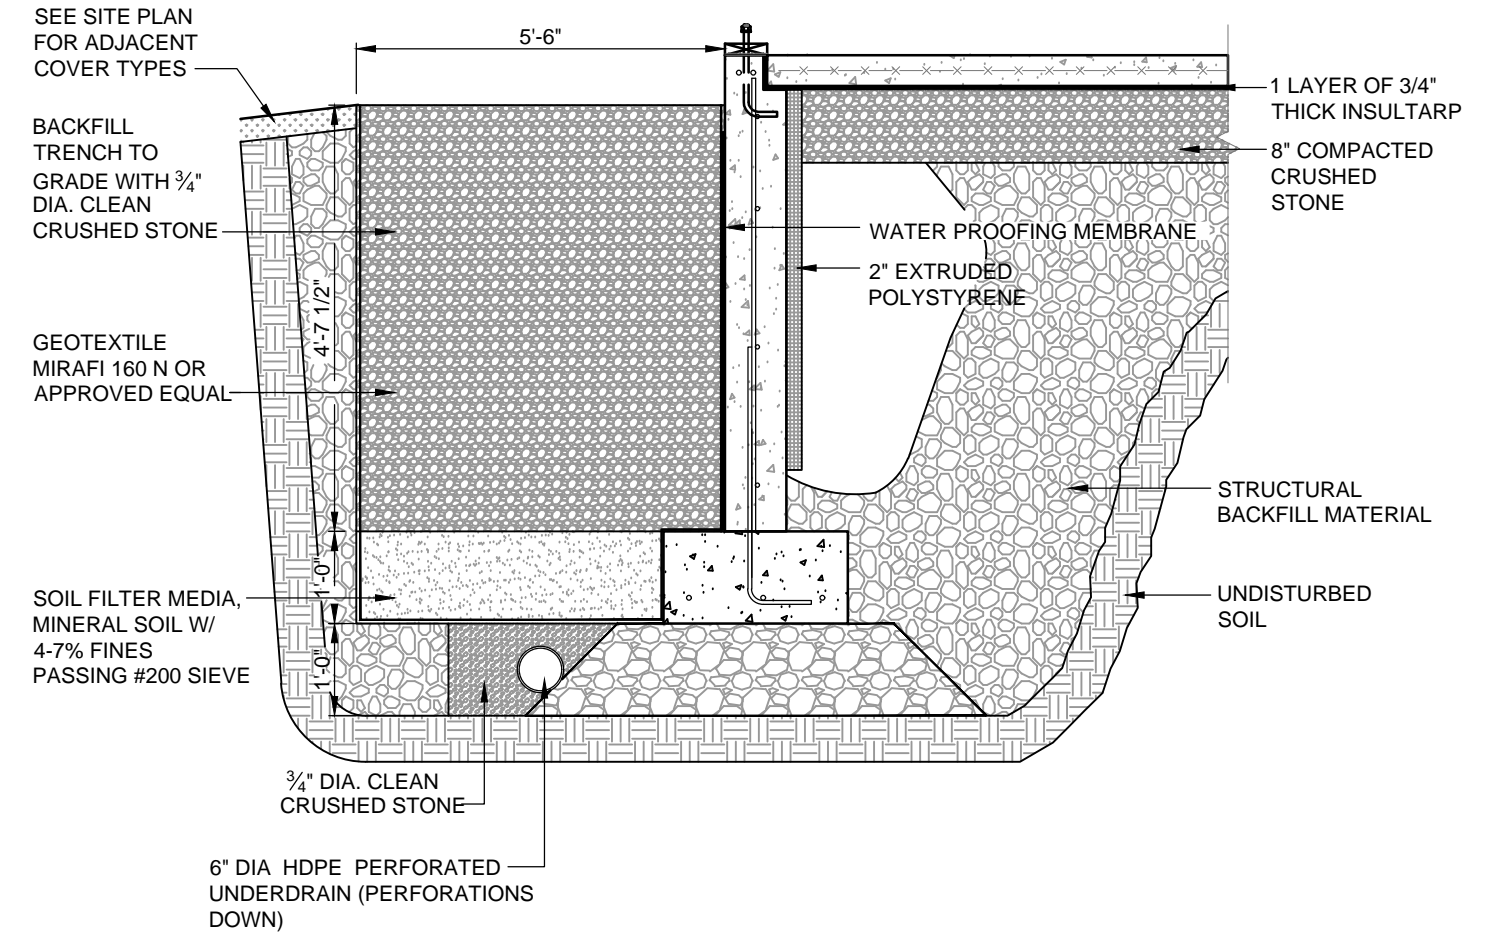 SEE SITE PLAN
FOR ADJACENT
COVER TYPES
5'-6"
1 LAYER OF 3/4"
THICK INSULTARP
BACKFILL
TRENCH TO
GRADE WITH 3/4"
DIA. CLEAN
CRUSHED STONE
8" COMPACTED
CRUSHED
STONE
WATER PROOFING MEMBRANE
2" EXTRUDED
POLYSTYRENE
4'-7 1/2"
GEOTEXTILE
MIRAFI 160 N OR
APPROVED EQUAL
STRUCTURAL
BACKFILL MATERIAL
1'-0"
SOIL FILTER MEDIA,
MINERAL SOIL W/
4-7% FINES
PASSING #200 SIEVE
UNDISTURBED
SOIL
1'-0"
3/4" DIA. CLEAN
CRUSHED STONE
6" DIA HDPE PERFORATED
UNDERDRAIN (PERFORATIONS
DOWN)